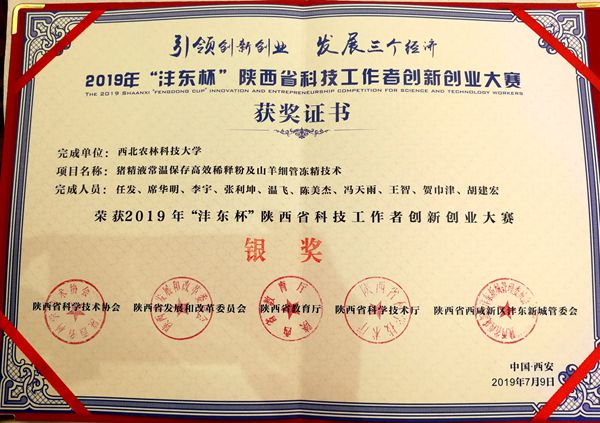 引领创新创业 发展三个经济
2019年“沣东杯”陕西省科技工作者创新创业大赛
THE 2019 SHAANXI "FENGDONG CUP" INNOVATION AND ENTREPRENEURSHIP COMPETITION FOR SCIENCE AND TECHNOLOGY WORKERS
获奖证书
完成单位：西北农林科技大学
项目名称：猪精液常温保存高效稀释粉及山羊细管冻精技术
完成人员：任发、席华明、李宇、张利坤、温飞、陈美杰、冯天雨、王智、贺巾津、胡建宏
荣获2019年“沣东杯”陕西省科技工作者创新创业大赛
银奖
陕西省科学技术协会 陕西省发展和改革委员会 陕西省教育厅 陕西省科学技术厅 陕西省西咸新区沣东新城管委会
中国·西安
2019年7月9日